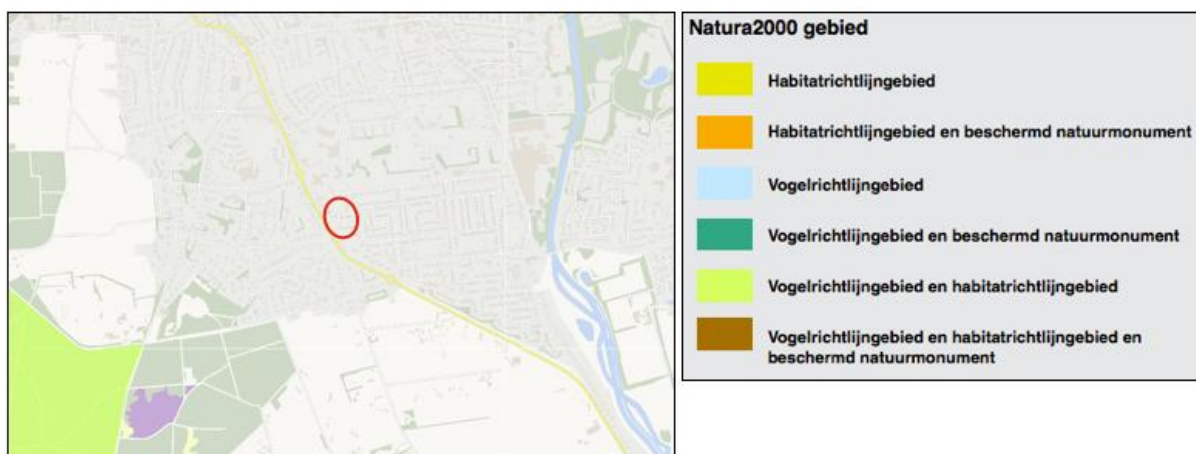 Natura2000 gebied
Habitatrichtlijngebied
Habitatrichtlijngebied en beschermd natuurmonument
Vogelrichtlijngebied
Vogelrichtlijngebied en beschermd natuurmonument
Vogelrichtlijngebied en habitatrichtlijngebied
Vogelrichtlijngebied en habitatrichtlijngebied en
beschermd natuurmonument